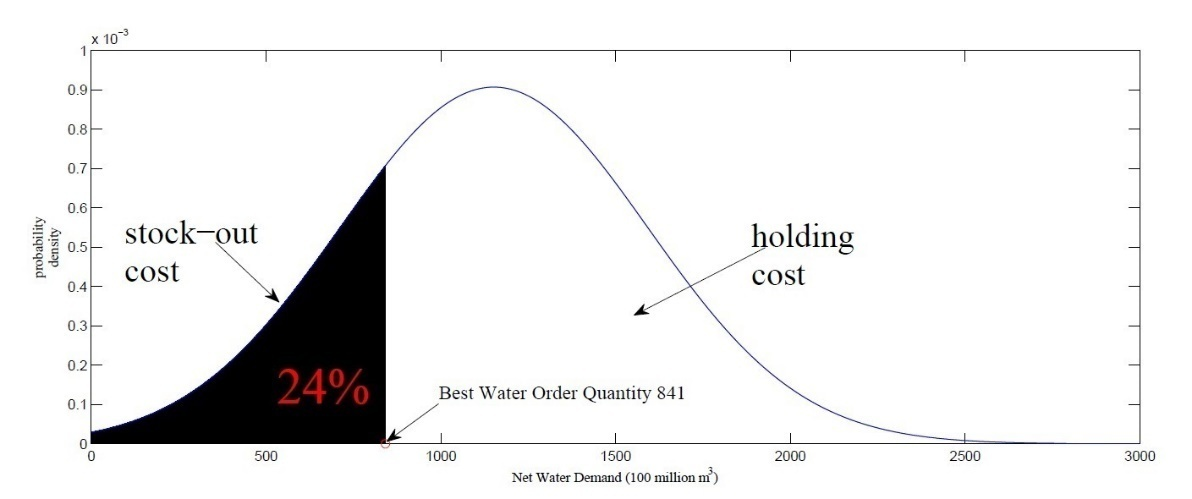 x 10⁻³
1
0.9
0.8
0.7
0.6
0.5
0.4
0.3
0.2
0.1
0
probability
density
stock−out
cost
holding
cost
24%
Best Water Order Quantity 841
0 500 1000 1500 2000 2500 3000
Net Water Demand (100 million m³)